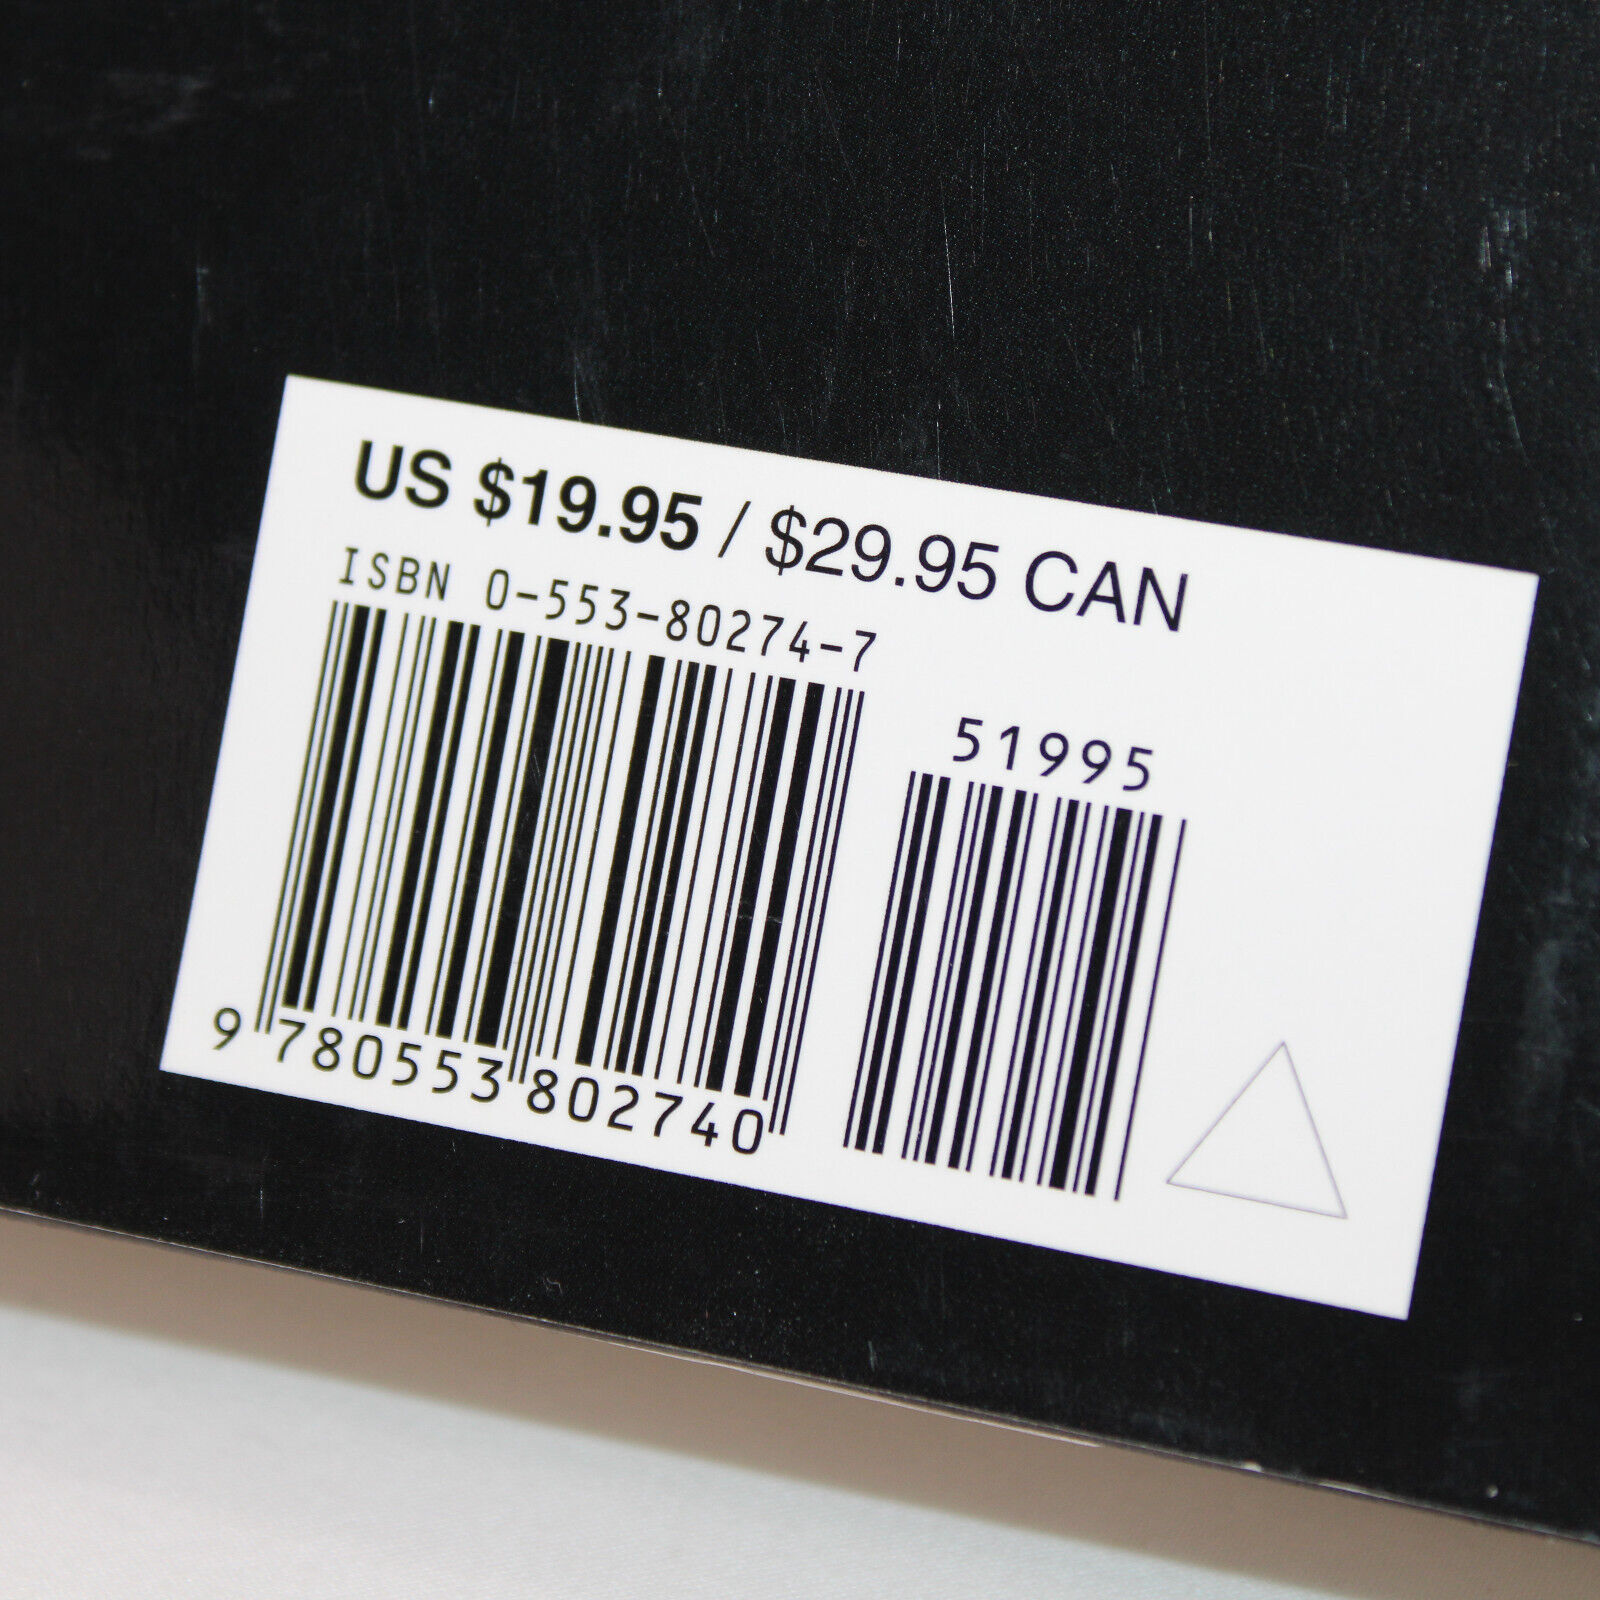 US $19.95 / $29.95 CAN
ISBN 0-553-80274-7
51995
9 780553 802740